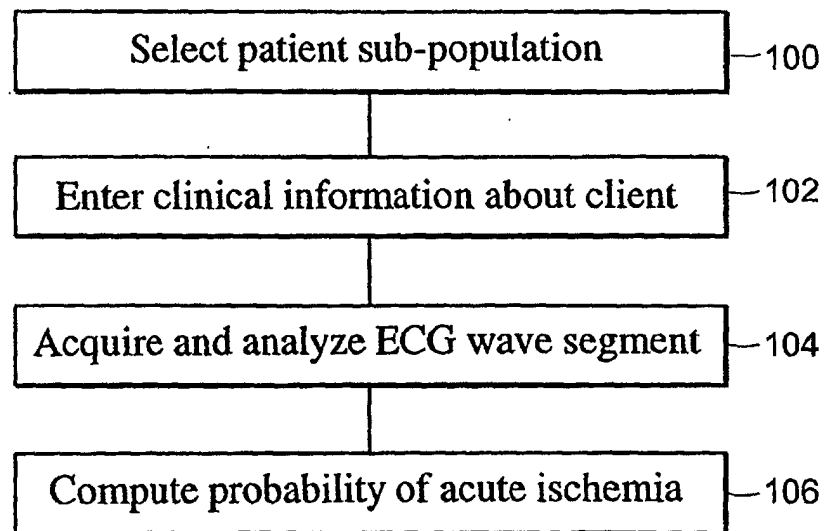 Select patient sub-population 100
Enter clinical information about client 102
Acquire and analyze ECG wave segment 104
Compute probability of acute ischemia 106